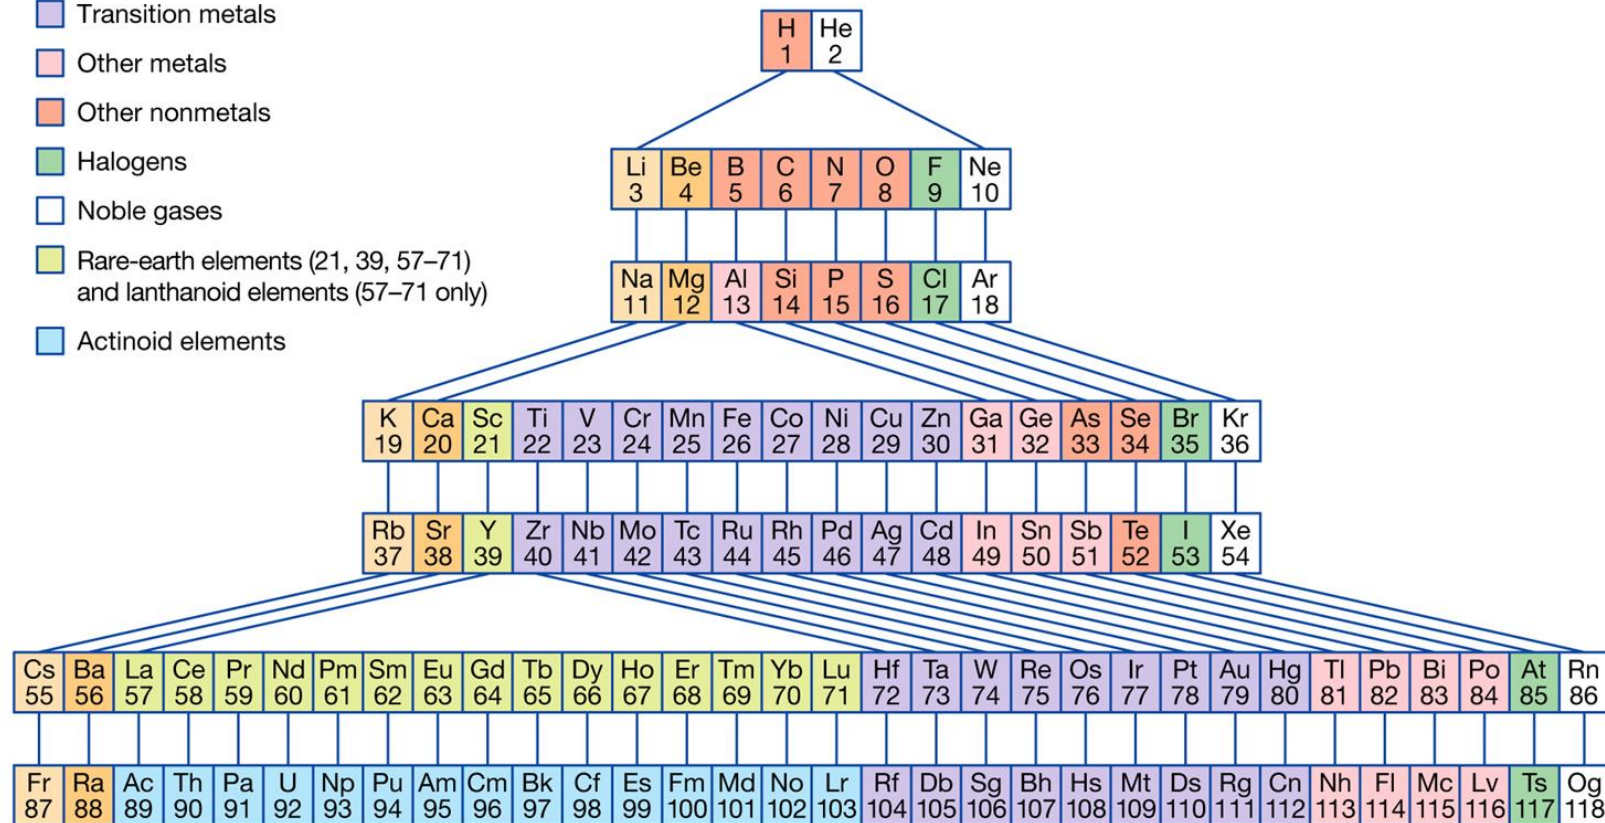 Transition metals
Other metals
Other nonmetals
Halogens
Noble gases
Rare-earth elements (21, 39, 57–71)
and lanthanoid elements (57–71 only)
Actinoid elements
H He
1 2
Li Be B C N O F Ne
3 4 5 6 7 8 9 10
Na Mg Al Si P S Cl Ar
11 12 13 14 15 16 17 18
K Ca Sc Ti V Cr Mn Fe Co Ni Cu Zn Ga Ge As Se Br Kr
19 20 21 22 23 24 25 26 27 28 29 30 31 32 33 34 35 36
Rb Sr Y Zr Nb Mo Tc Ru Rh Pd Ag Cd In Sn Sb Te I Xe
37 38 39 40 41 42 43 44 45 46 47 48 49 50 51 52 53 54
Cs Ba La Ce Pr Nd Pm Sm Eu Gd Tb Dy Ho Er Tm Yb Lu Hf Ta W Re Os Ir Pt Au Hg Tl Pb Bi Po At Rn
55 56 57 58 59 60 61 62 63 64 65 66 67 68 69 70 71 72 73 74 75 76 77 78 79 80 81 82 83 84 85 86
Fr Ra Ac Th Pa U Np Pu Am Cm Bk Cf Es Fm Md No Lr Rf Db Sg Bh Hs Mt Ds Rg Cn Nh Fl Mc Lv Ts Og
87 88 89 90 91 92 93 94 95 96 97 98 99 100 101 102 103 104 105 106 107 108 109 110 111 112 113 114 115 116 117 118